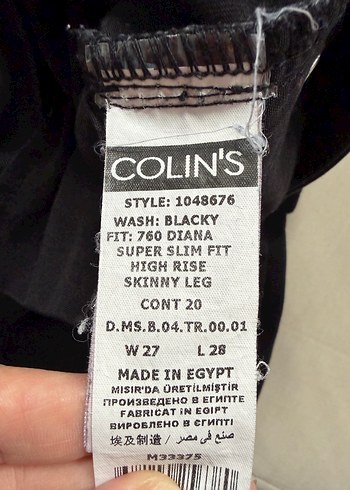 COLIN'S
STYLE: 1048676
WASH: BLACKY
FIT: 760 DIANA
SUPER SLIM FIT
HIGH RISE
SKINNY LEG
CONT 20
D.MS.B.04.TR.00.01
W 27 L 28
MADE IN EGYPT
MISIR'DA ÜRETİLMİŞTİR
ПРОИЗВЕДЕНО В ЕГИПТЕ
FABRICAT IN EGIPT
ВИРОБЛЕНО В ЄГИПТІ
埃及制造 / صنع في مصر
M33375